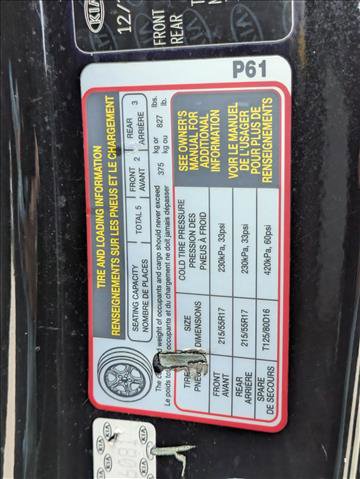 KIA
12/
FRONT
REAR
P61
TIRE AND LOADING INFORMATION
RENSEIGNEMENTS SUR LES PNEUS ET LE CHARGEMENT
SEATING CAPACITY
NOMBRE DE PLACES
TOTAL 5
FRONT 2
AVANT
REAR 3
ARRIÈRE
The combined weight of occupants and cargo should never exceed 375 kg or 827 lbs.
Le poids total des occupants et du chargement ne doit jamais dépasser kg ou lb.
TIRE
PNEU
SIZE
DIMENSIONS
COLD TIRE PRESSURE
PRESSION DES
PNEUS À FROID
SEE OWNER'S
MANUAL FOR
ADDITIONAL
INFORMATION
VOIR LE MANUEL
DE L'USAGER
POUR PLUS DE
RENSEIGNEMENTS
FRONT
AVANT
215/55R17
230kPa, 33psi
REAR
ARRIÈRE
215/55R17
230kPa, 33psi
SPARE
DE SECOURS
T125/80D16
420kPa, 60psi
KIA